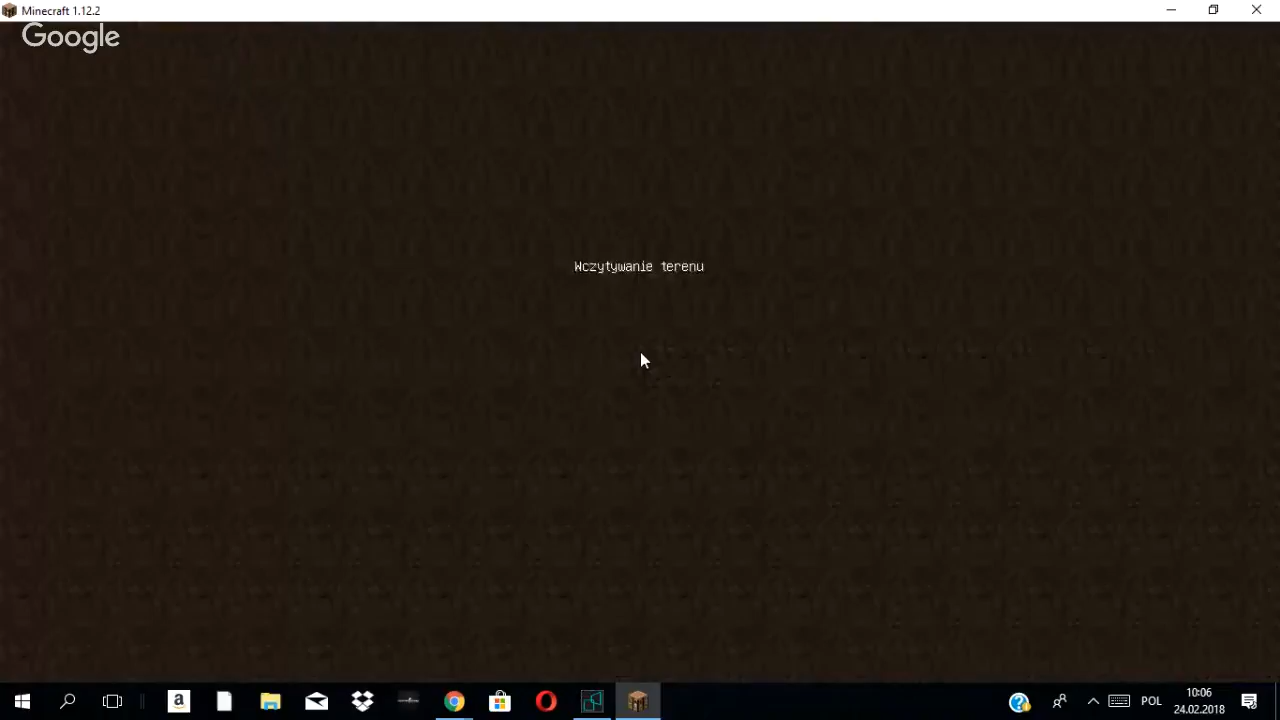 Minecraft 1.12.2
Google
Wczytywanie terenu
POL
10:06
24.02.2018